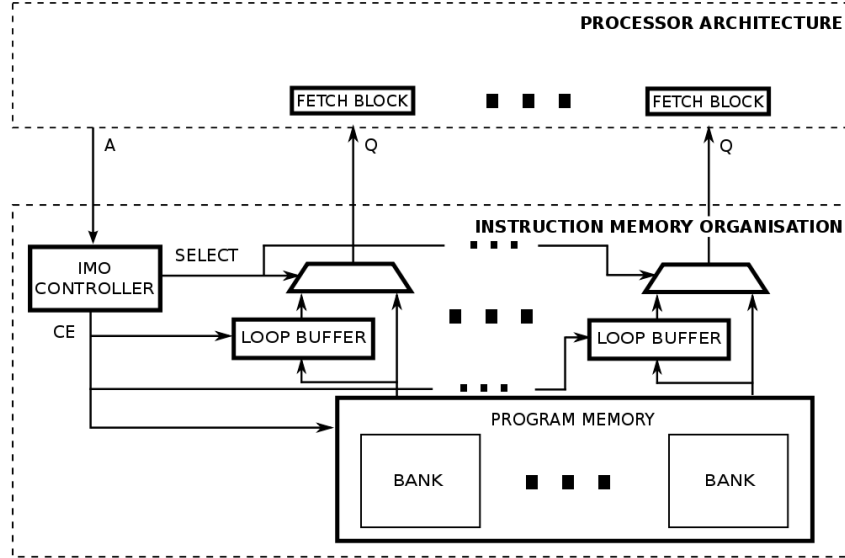 PROCESSOR ARCHITECTURE
FETCH BLOCK
FETCH BLOCK
A
Q
Q
INSTRUCTION MEMORY ORGANISATION
SELECT
IMO
CONTROLLER
CE
LOOP BUFFER
LOOP BUFFER
PROGRAM MEMORY
BANK
BANK